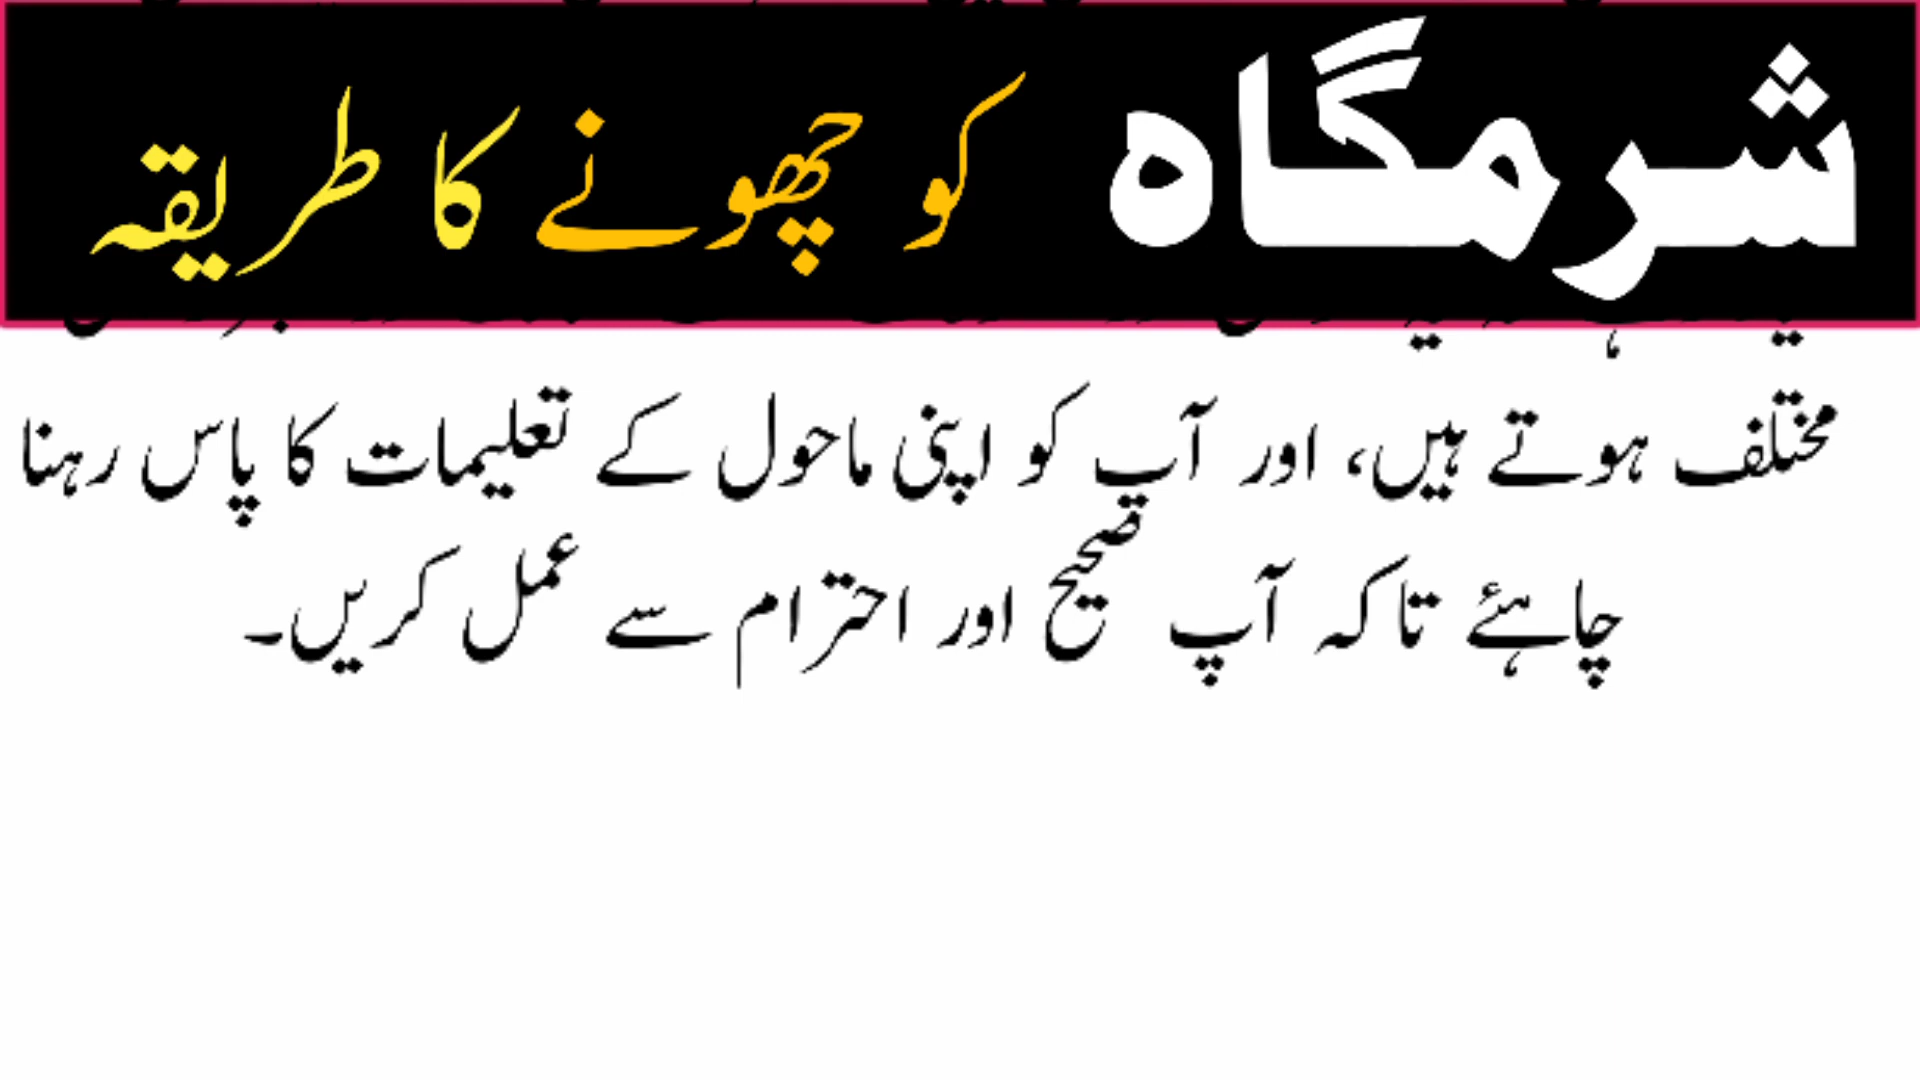 شرمگاہ کو چھونے کا طریقہ
مختلف ہوتے ہیں، اور آپ کو اپنی ماحول کے تعلیمات کا پاس رہنا
چاہئے تاکہ آپ صحیح اور احترام سے عمل کریں۔